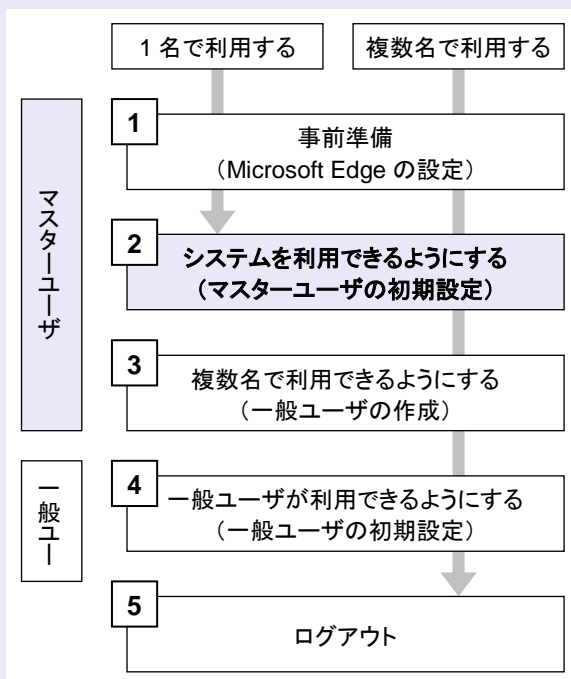 1 名で利用する
複数名で利用する
マスターユーザ
1
事前準備
（Microsoft Edge の設定）
2
システムを利用できるようにする
（マスターユーザの初期設定）
3
複数名で利用できるようにする
（一般ユーザの作成）
一般ユー
4
一般ユーザが利用できるようにする
（一般ユーザの初期設定）
5
ログアウト